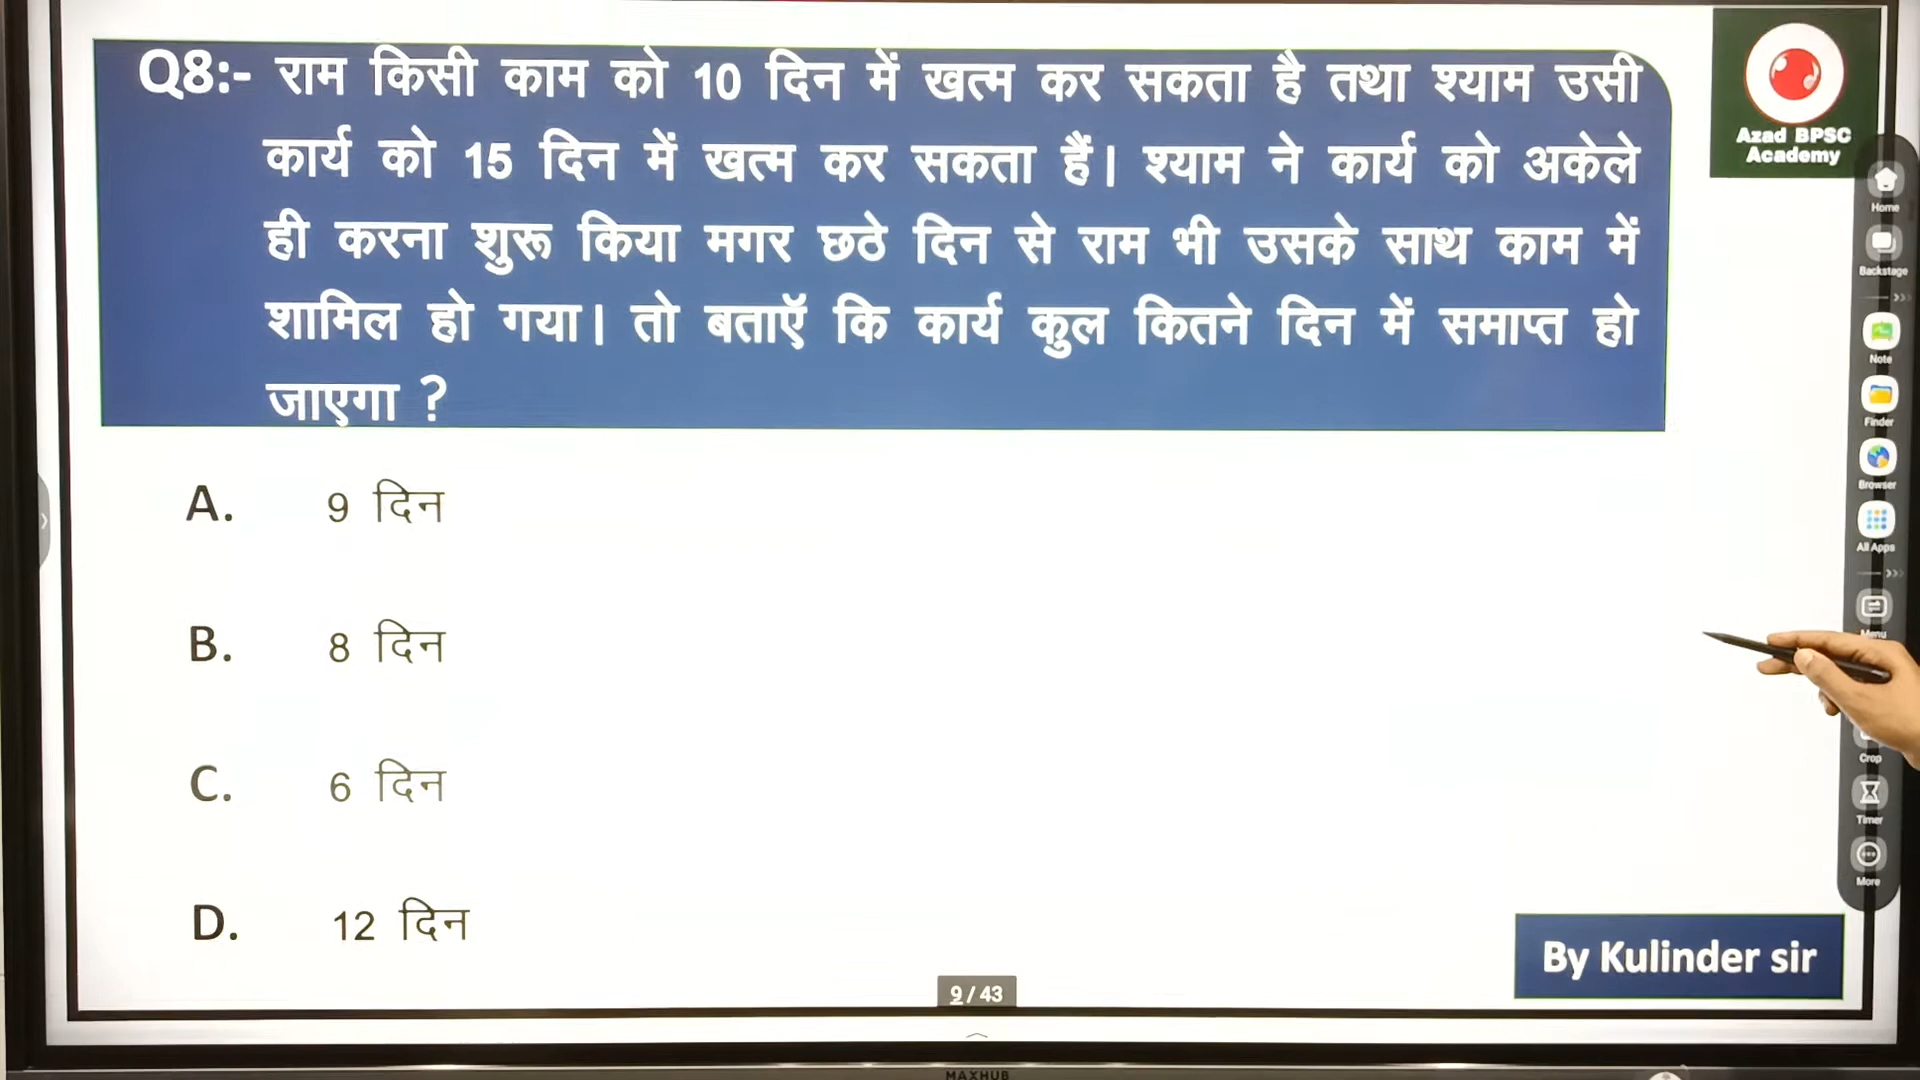 Q8:- राम किसी काम को 10 दिन में खत्म कर सकता है तथा श्याम उसी
कार्य को 15 दिन में खत्म कर सकता हैं। श्याम ने कार्य को अकेले
ही करना शुरू किया मगर छठे दिन से राम भी उसके साथ काम में
शामिल हो गया। तो बताएँ कि कार्य कुल कितने दिन में समाप्त हो
जाएगा ?
A. 9 दिन
B. 8 दिन
C. 6 दिन
D. 12 दिन
By Kulinder sir
9 / 43
Azad BPSC
Academy
Home
Backstage
Note
Finder
Browser
All Apps
Menu
Crop
Timer
More
MAXHUB